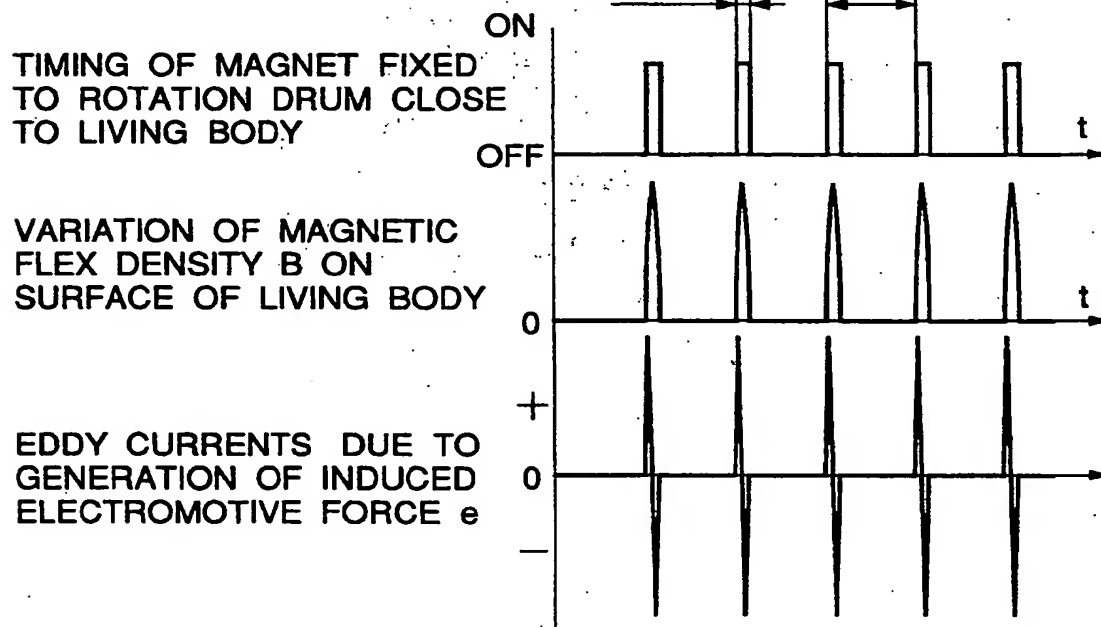 ON
TIMING OF MAGNET FIXED
TO ROTATION DRUM CLOSE
TO LIVING BODY
t
OFF
VARIATION OF MAGNETIC
FLEX DENSITY B ON
SURFACE OF LIVING BODY
t
0
+
EDDY CURRENTS DUE TO
GENERATION OF INDUCED
ELECTROMOTIVE FORCE e
0
−